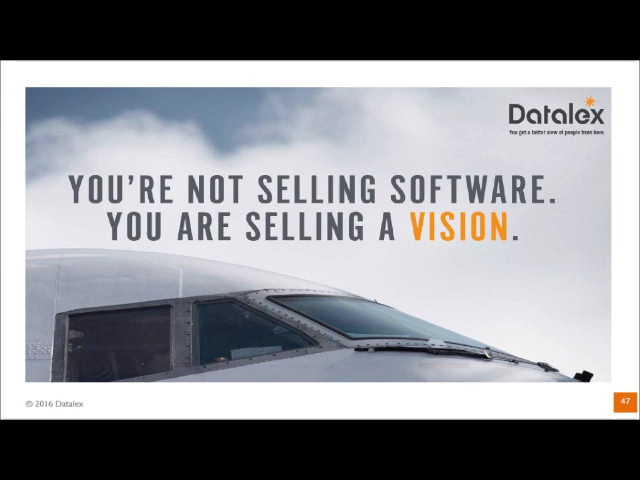 Datalex
You get a better view of people from here.
YOU'RE NOT SELLING SOFTWARE.
YOU ARE SELLING A VISION.
© 2016 Datalex
47